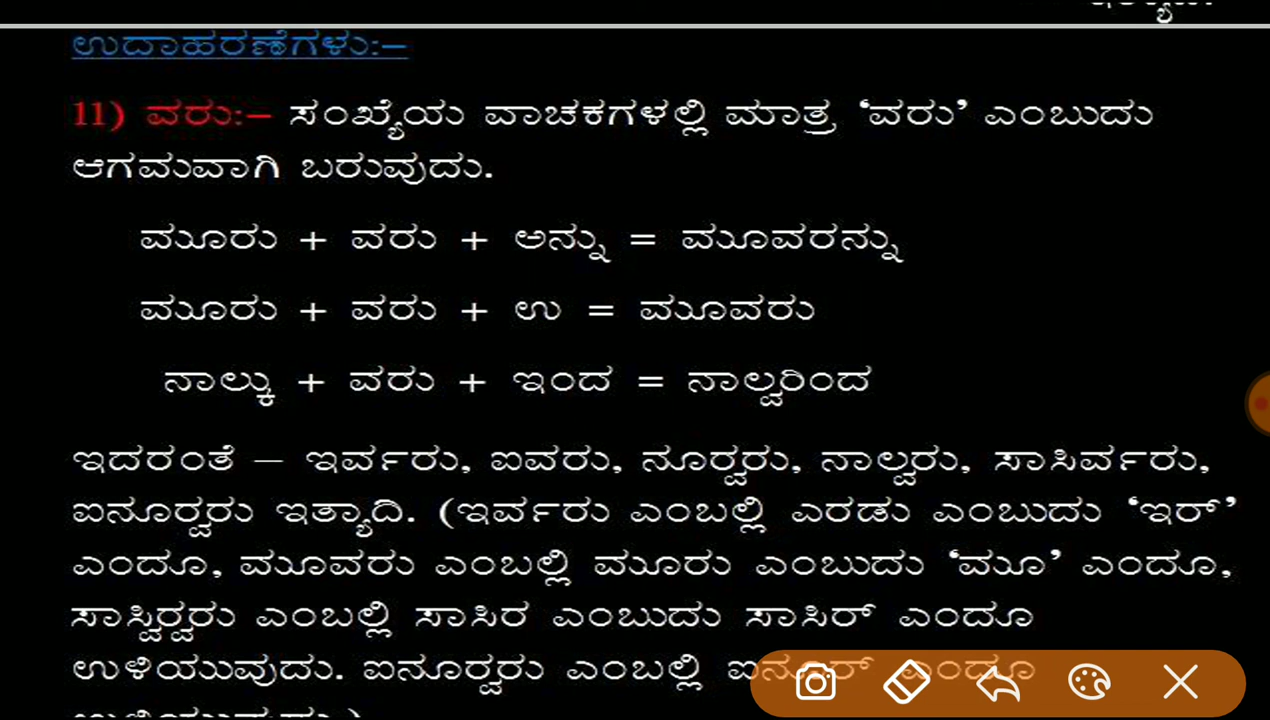 ಉದಾಹರಣೆಗಳು:–
11) ವರು:– ಸಂಖ್ಯೆಯ ವಾಚಕಗಳಲ್ಲಿ ಮಾತ್ರ ‘ವರು’ ಎಂಬುದು
ಆಗಮವಾಗಿ ಬರುವುದು.
ಮೂರು + ವರು + ಅನ್ನು = ಮೂವರನ್ನು
ಮೂರು + ವರು + ಉ = ಮೂವರು
ನಾಲ್ಕು + ವರು + ಇಂದ = ನಾಲ್ವರಿಂದ
ಇದರಂತೆ – ಇರ್ವರು, ಐವರು, ನೂರ‍್ವರು, ನಾಲ್ವರು, ಸಾಸಿರ್ವರು,
ಐನೂರ‍್ವರು ಇತ್ಯಾದಿ. (ಇರ್ವರು ಎಂಬಲ್ಲಿ ಎರಡು ಎಂಬುದು ‘ಇರ್’
ಎಂದೂ, ಮೂವರು ಎಂಬಲ್ಲಿ ಮೂರು ಎಂಬುದು ‘ಮೂ’ ಎಂದೂ,
ಸಾಸ್ವಿರ‍್ವರು ಎಂಬಲ್ಲಿ ಸಾಸಿರ ಎಂಬುದು ಸಾಸಿರ್ ಎಂದೂ
ಉಳಿಯುವುದು. ಐನೂರ‍್ವರು ಎಂಬಲ್ಲಿ ಐನೂರ್ ಎಂದೂ